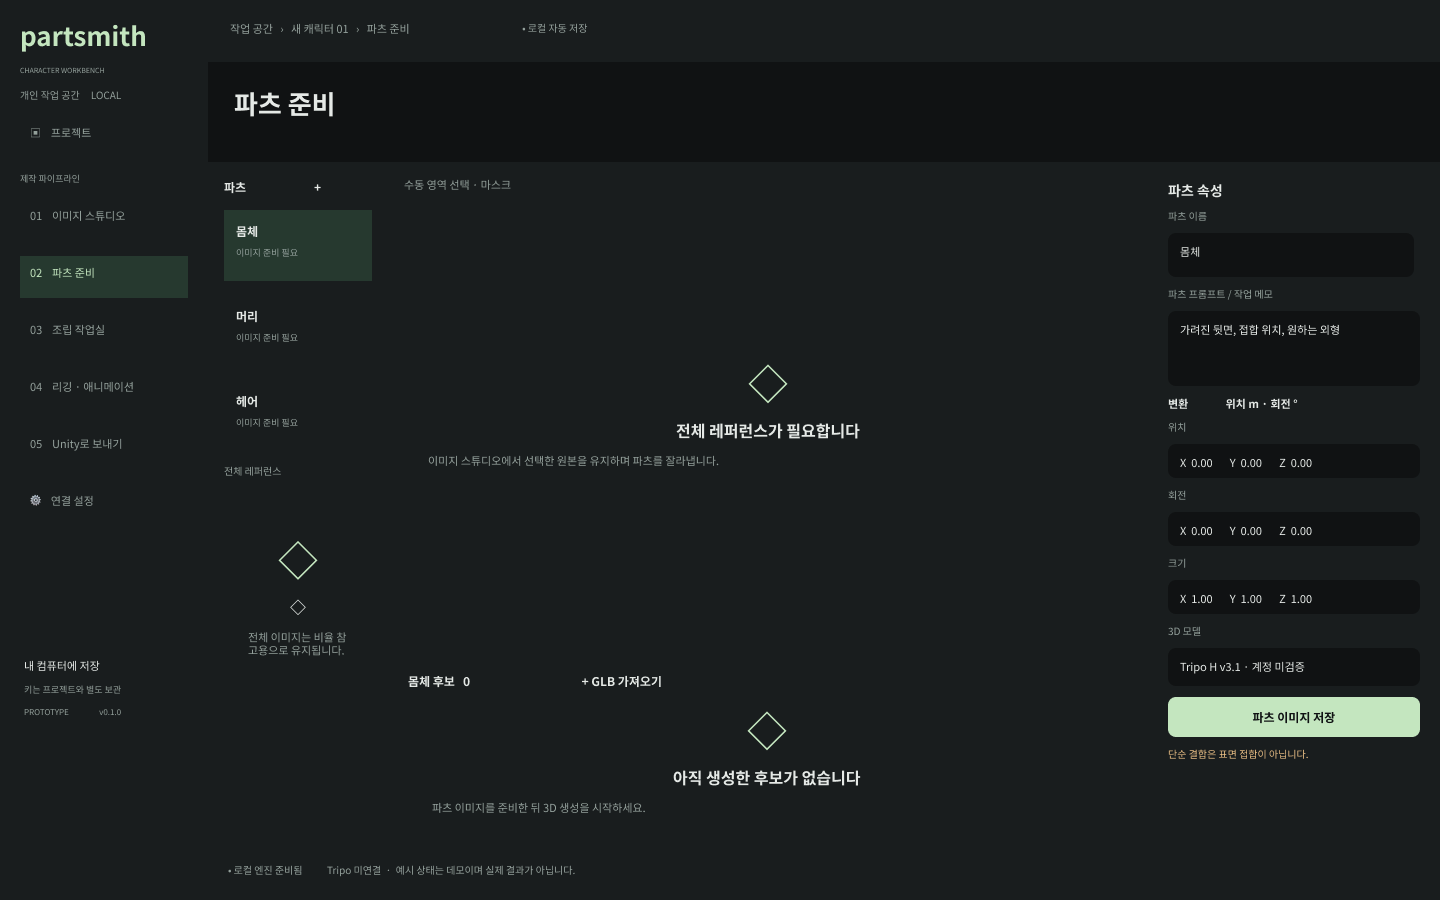 partsmith
CHARACTER WORKBENCH
개인 작업 공간 LOCAL
프로젝트
제작 파이프라인
01 이미지 스튜디오
02 파츠 준비
03 조립 작업실
04 리깅 · 애니메이션
05 Unity로 보내기
연결 설정
내 컴퓨터에 저장
키는 프로젝트와 별도 보관
PROTOTYPE v0.1.0
작업 공간 › 새 캐릭터 01 › 파츠 준비
• 로컬 자동 저장
파츠 준비
파츠 +
몸체
이미지 준비 필요
머리
이미지 준비 필요
헤어
이미지 준비 필요
전체 레퍼런스
전체 이미지는 비율 참
고용으로 유지됩니다.
수동 영역 선택 · 마스크
전체 레퍼런스가 필요합니다
이미지 스튜디오에서 선택한 원본을 유지하며 파츠를 잘라냅니다.
몸체 후보 0
+ GLB 가져오기
아직 생성한 후보가 없습니다
파츠 이미지를 준비한 뒤 3D 생성을 시작하세요.
파츠 속성
파츠 이름
몸체
파츠 프롬프트 / 작업 메모
가려진 뒷면, 접합 위치, 원하는 외형
변환 위치 m · 회전 °
위치
X 0.00 Y 0.00 Z 0.00
회전
X 0.00 Y 0.00 Z 0.00
크기
X 1.00 Y 1.00 Z 1.00
3D 모델
Tripo H v3.1 · 계정 미검증
파츠 이미지 저장
단순 결합은 표면 접합이 아닙니다.
• 로컬 엔진 준비됨 Tripo 미연결 · 예시 상태는 데모이며 실제 결과가 아닙니다.